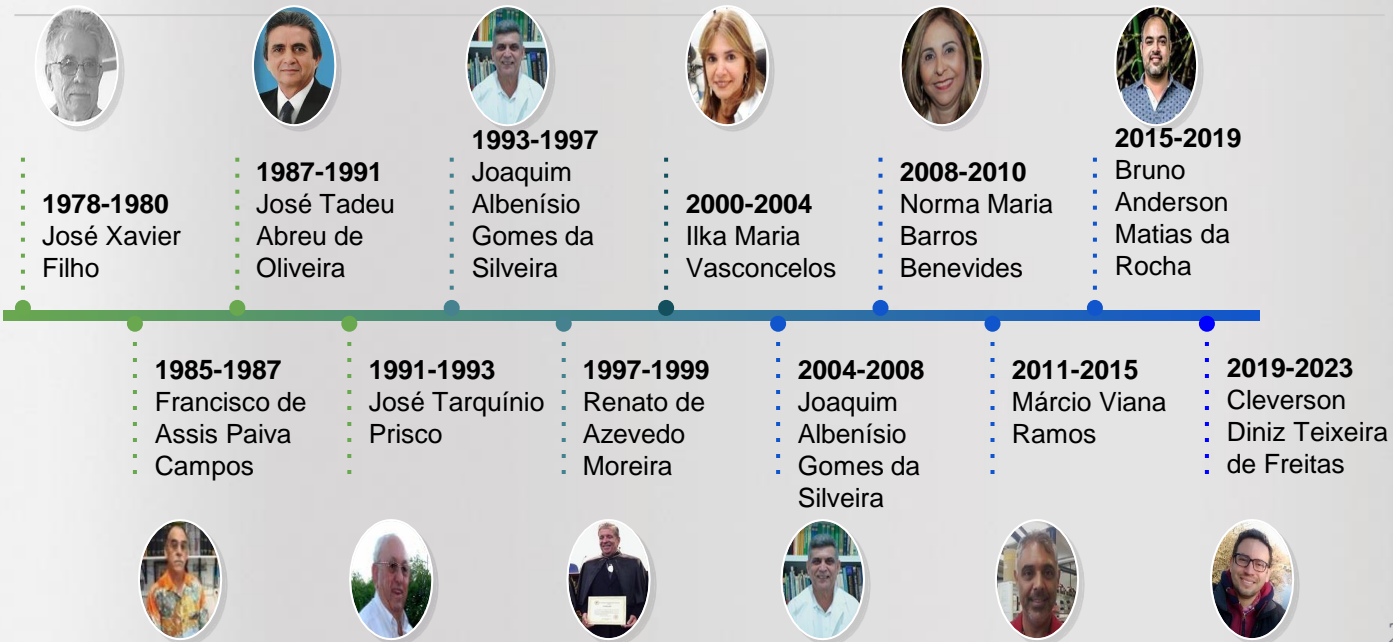 1978-1980
José Xavier
Filho
1987-1991
José Tadeu
Abreu de
Oliveira
1993-1997
Joaquim
Albenísio
Gomes da
Silveira
2000-2004
Ilka Maria
Vasconcelos
2008-2010
Norma Maria
Barros
Benevides
2015-2019
Bruno
Anderson
Matias da
Rocha
1985-1987
Francisco de
Assis Paiva
Campos
1991-1993
José Tarquínio
Prisco
1997-1999
Renato de
Azevedo
Moreira
2004-2008
Joaquim
Albenísio
Gomes da
Silveira
2011-2015
Márcio Viana
Ramos
2019-2023
Cleverson
Diniz Teixeira
de Freitas